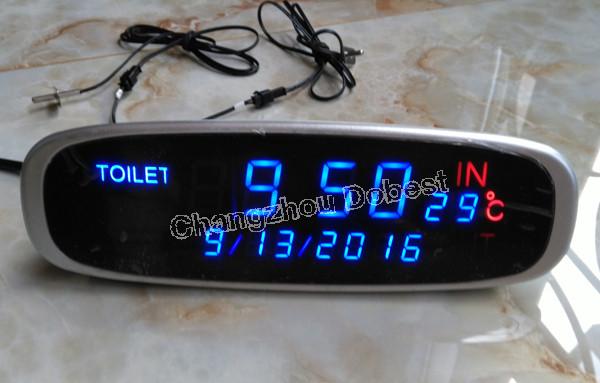 TOILET
9 50 IN
29°C
9/13/2016
Changzhou Dobest